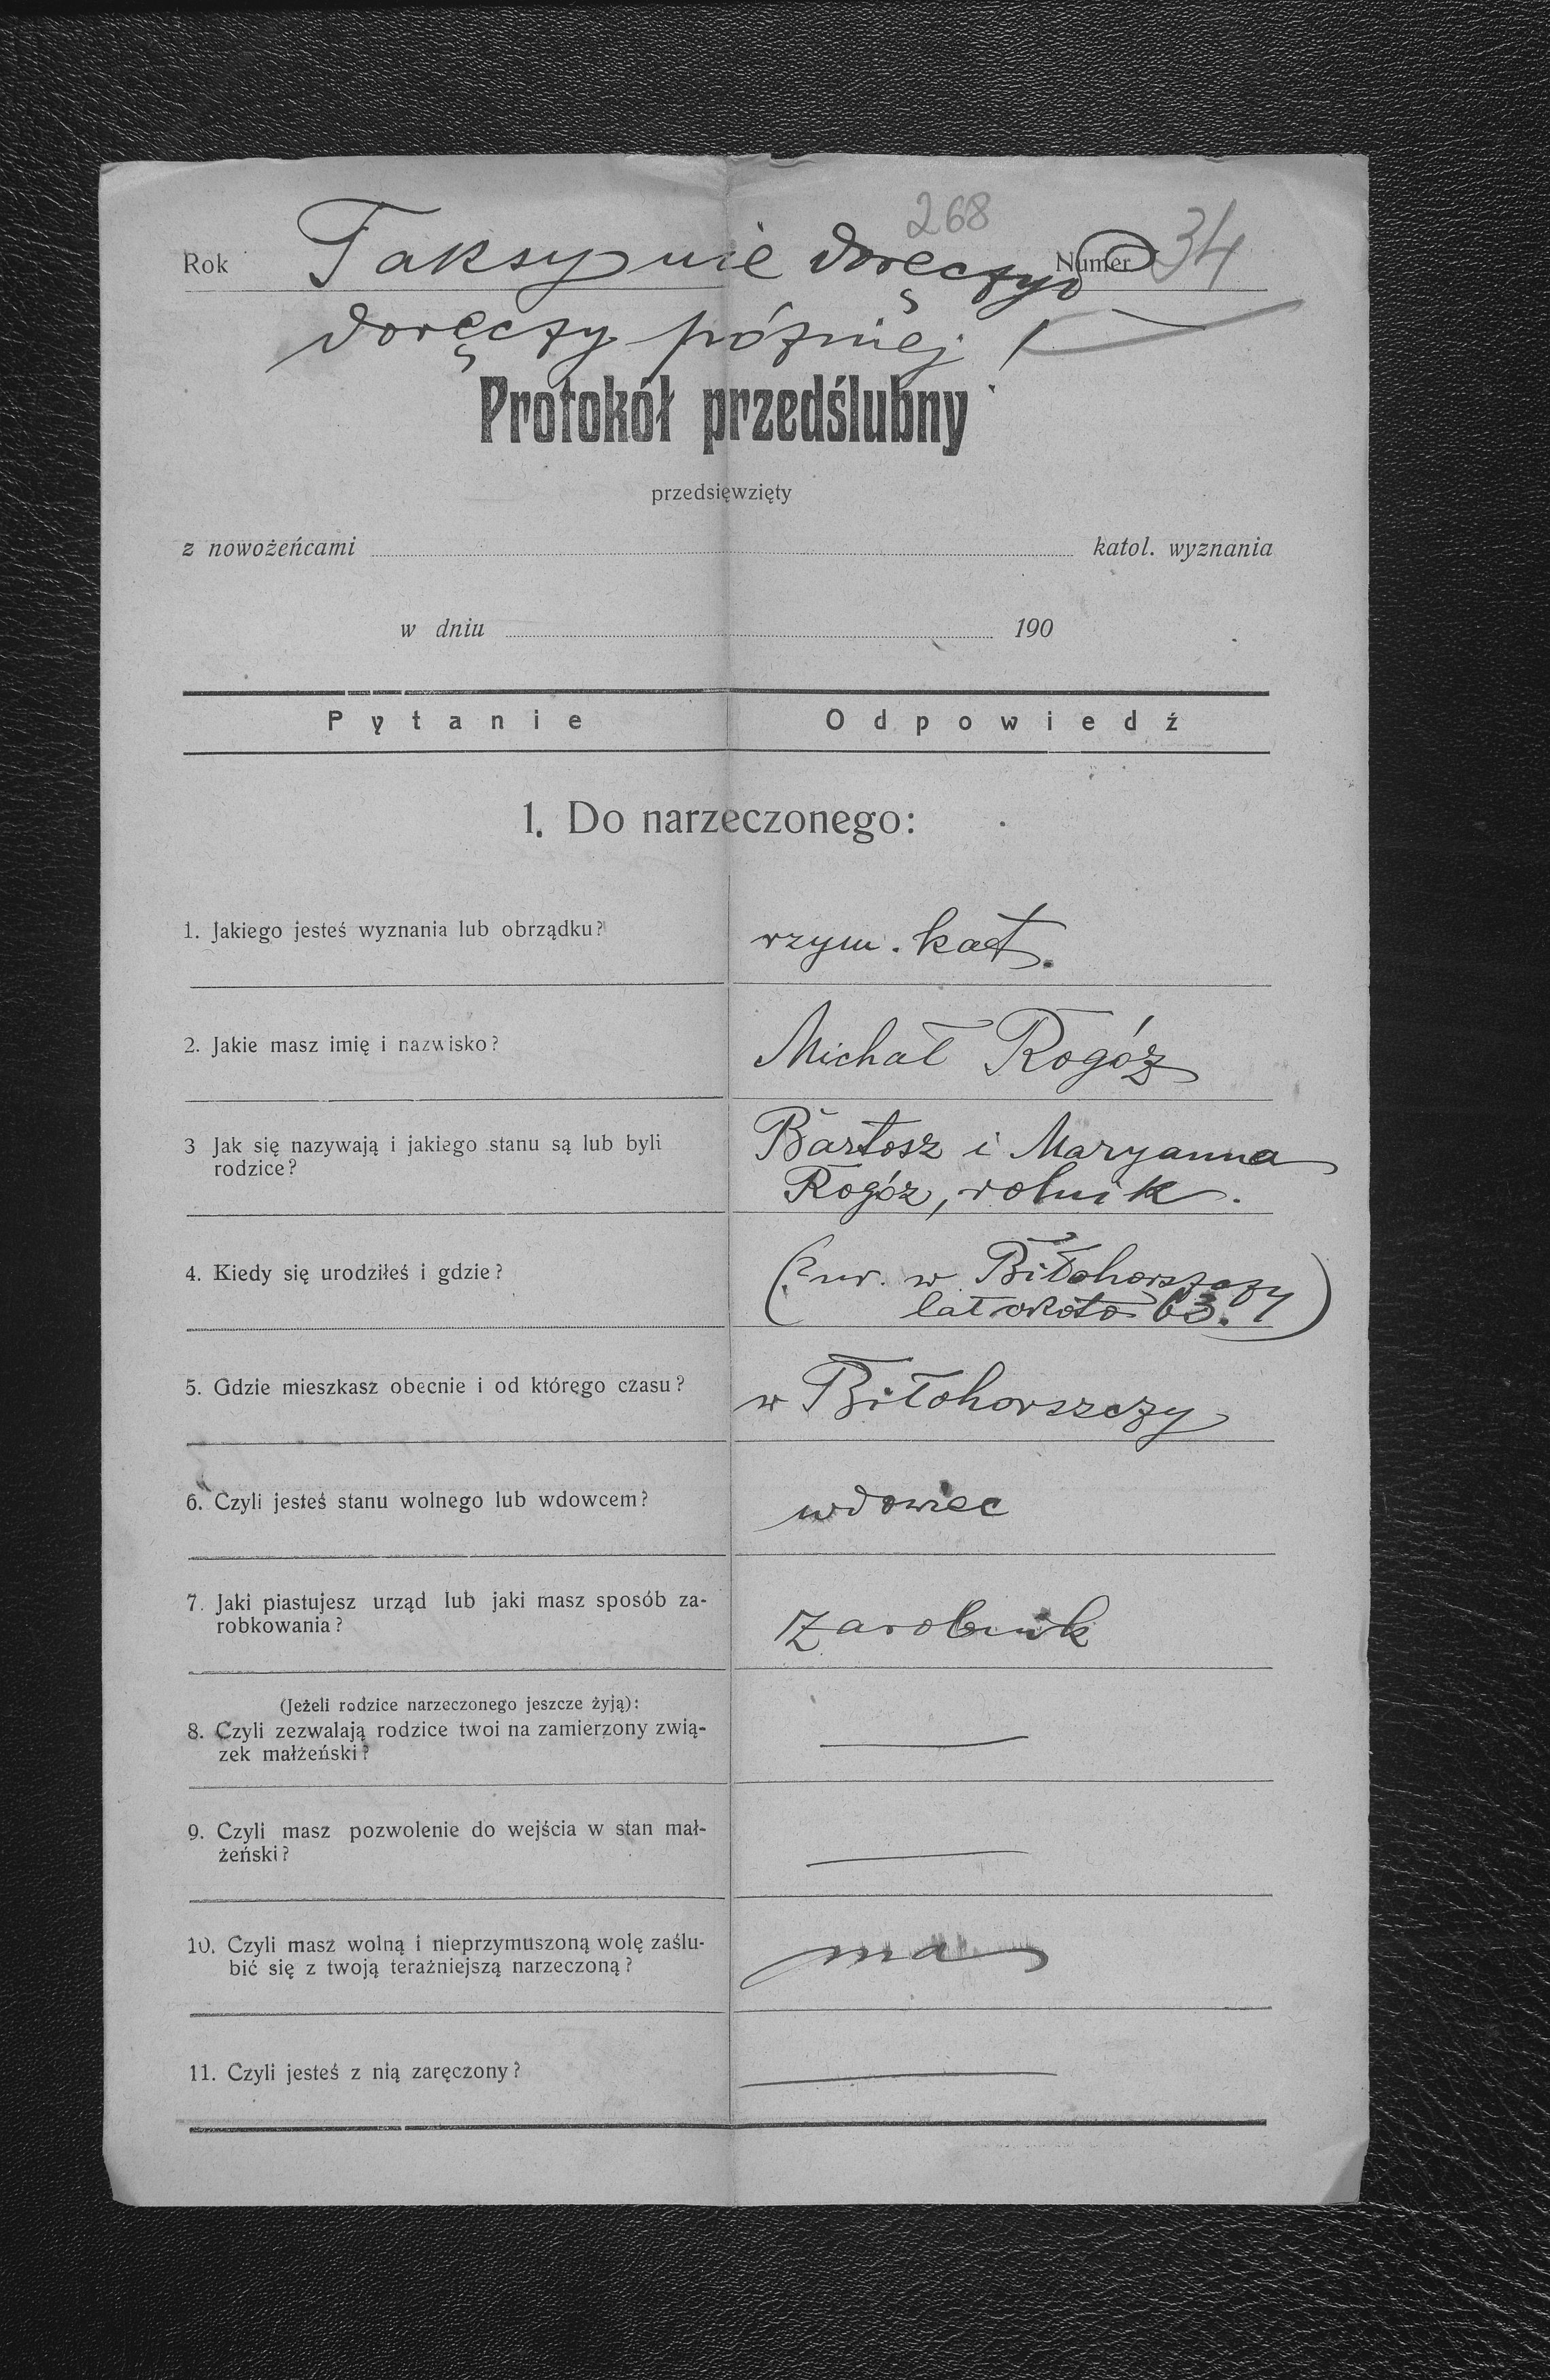 268
Rok Taksy nie doręczył Numer 34
doręczy później !
Protokół przedślubny
przedsięwzięty
z nowożeńcami katol. wyznania
w dniu 190
Pytanie Odpowiedź
1. Do narzeczonego:
1. Jakiego jesteś wyznania lub obrządku? rzym. kat.
2. Jakie masz imię i nazwisko? Michał Rogóz
3 Jak się nazywają i jakiego stanu są lub byli Bartosz i Maryanna
rodzice? Rogóz, rolnik.
4. Kiedy się urodziłeś i gdzie? (? ur. w Biłohorszczy
lat około 63.)
5. Gdzie mieszkasz obecnie i od którego czasu? w Biłohorszczy
6. Czyli jesteś stanu wolnego lub wdowcem? wdowiec
7. Jaki piastujesz urząd lub jaki masz sposób za-
robkowania? zarobnik
(Jeżeli rodzice narzeczonego jeszcze żyją):
8. Czyli zezwalają rodzice twoi na zamierzony zwią-
zek małżeński?
9. Czyli masz pozwolenie do wejścia w stan mał-
żeński?
10. Czyli masz wolną i nieprzymuszoną wolę zaślu- ma
bić się z twoją teraźniejszą narzeczoną?
11. Czyli jesteś z nią zaręczony?